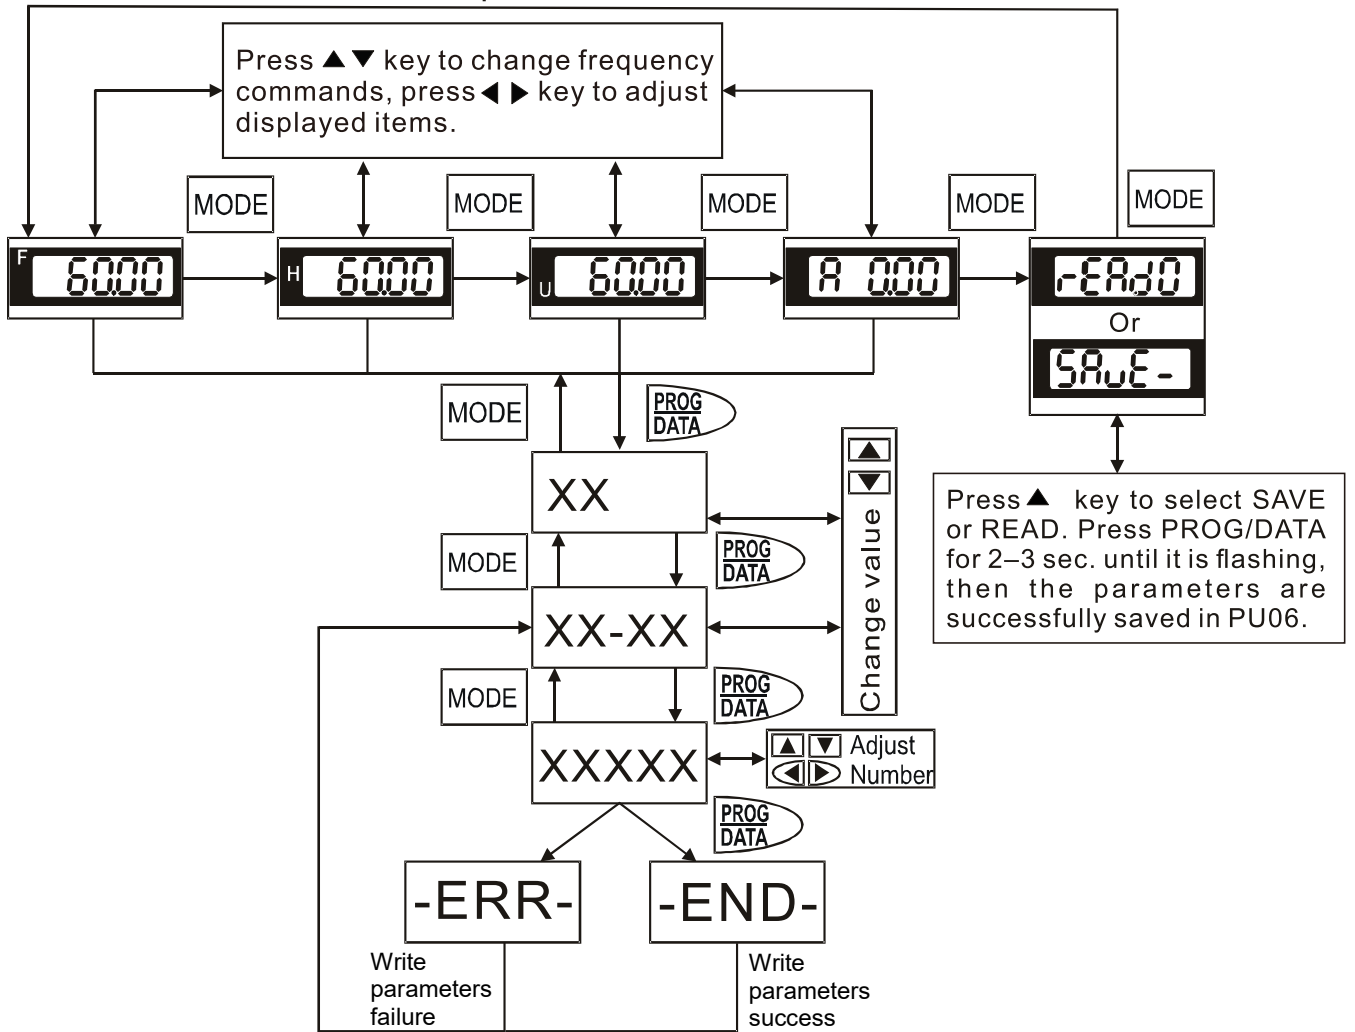 Press ▲ ▼ key to change frequency
commands, press ◀ ▶ key to adjust
displayed items.
MODE
MODE
MODE
MODE
MODE
F 60.00
H 60.00
U 60.00
A 0.00
rEAd0
Or
SAvE-
MODE
PROG
DATA
XX
Press ▲ key to select SAVE
or READ. Press PROG/DATA
for 2–3 sec. until it is flashing,
then the parameters are
successfully saved in PU06.
▲
▼
Change value
MODE
PROG
DATA
XX-XX
MODE
PROG
DATA
XXXXX
▲ ▼ Adjust
◀ ▶ Number
PROG
DATA
-ERR-
-END-
Write
parameters
failure
Write
parameters
success